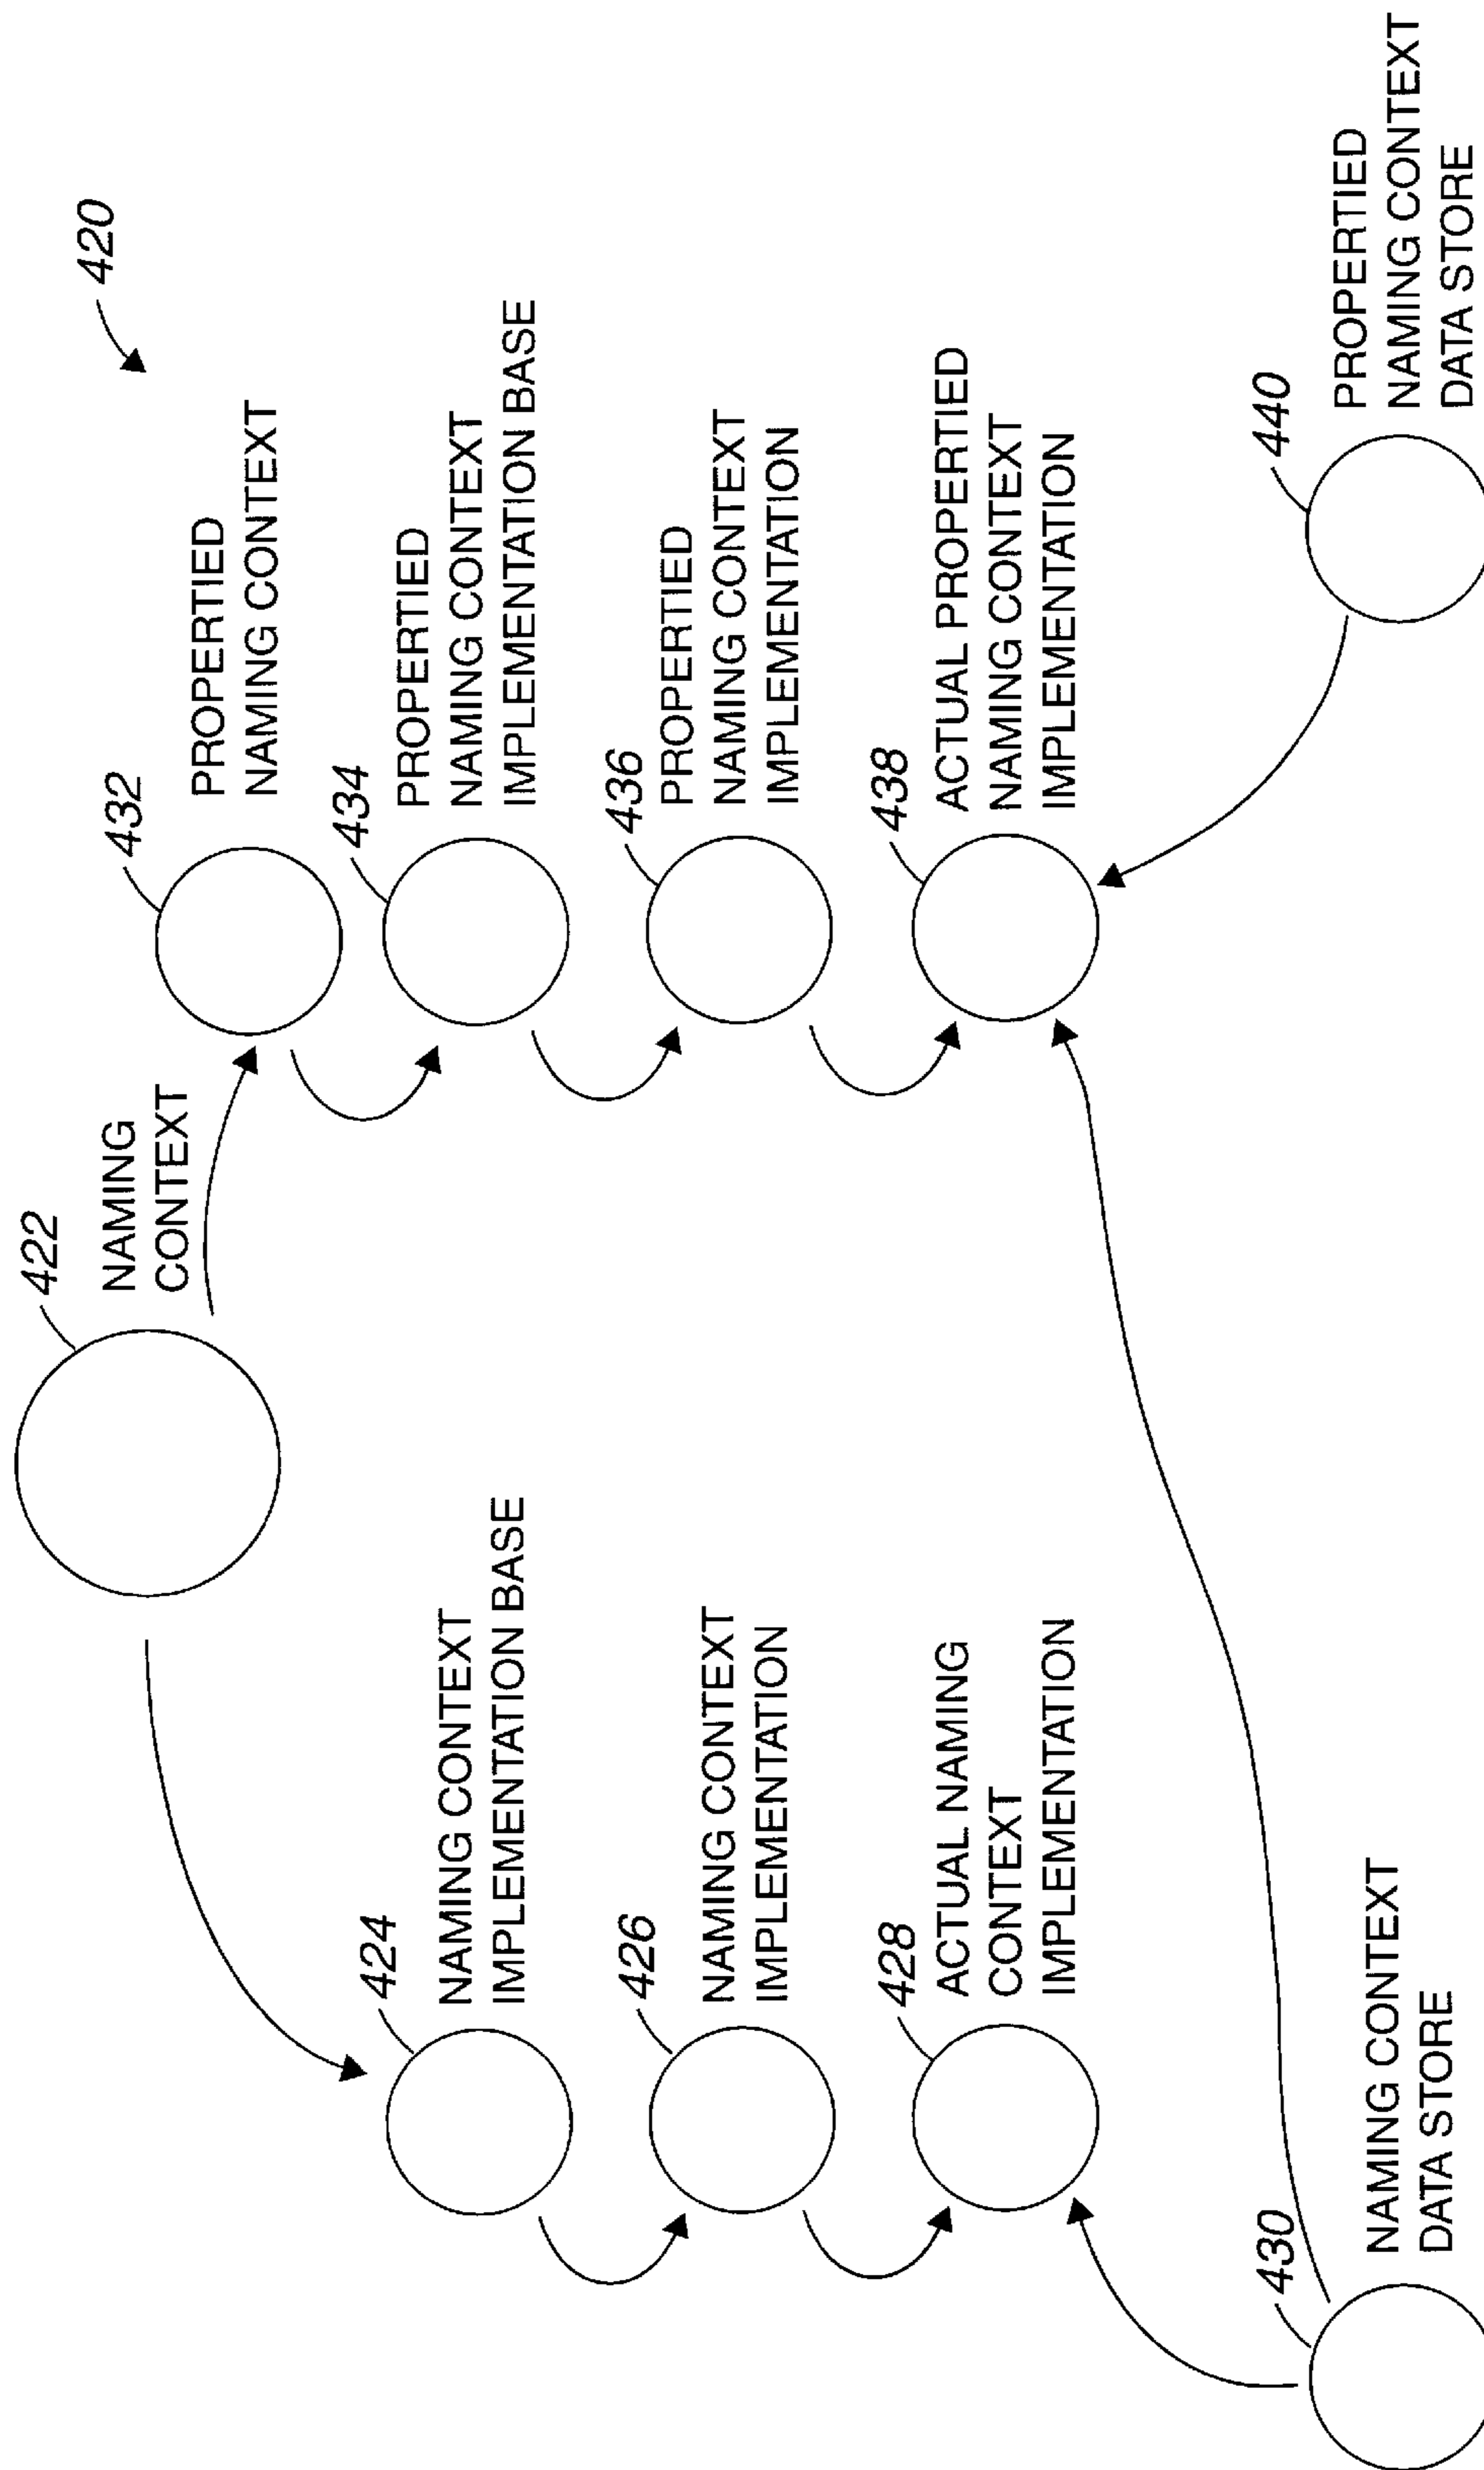 420
422
NAMING
CONTEXT
432
PROPERTIED
NAMING CONTEXT
424
NAMING CONTEXT
IMPLEMENTATION BASE
434
PROPERTIED
NAMING CONTEXT
IMPLEMENTATION BASE
426
NAMING CONTEXT
IMPLEMENTATION
436
PROPERTIED
NAMING CONTEXT
IMPLEMENTATION
428
ACTUAL NAMING
CONTEXT
IMPLEMENTATION
438
ACTUAL PROPERTIED
NAMING CONTEXT
IMPLEMENTATION
430
NAMING CONTEXT
DATA STORE
440
PROPERTIED
NAMING CONTEXT
DATA STORE